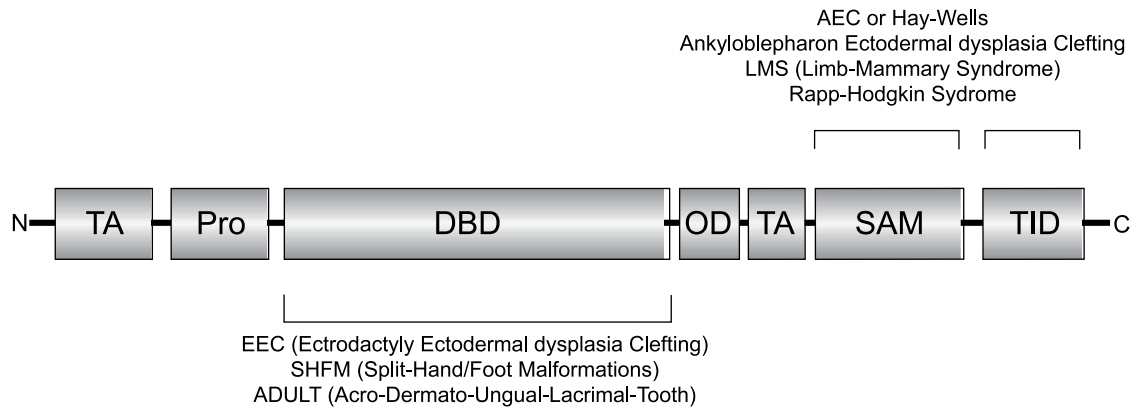 AEC or Hay-Wells
Ankyloblepharon Ectodermal dysplasia Clefting
LMS (Limb-Mammary Syndrome)
Rapp-Hodgkin Sydrome
N TA Pro DBD OD TA SAM TID C
EEC (Ectrodactyly Ectodermal dysplasia Clefting)
SHFM (Split-Hand/Foot Malformations)
ADULT (Acro-Dermato-Ungual-Lacrimal-Tooth)